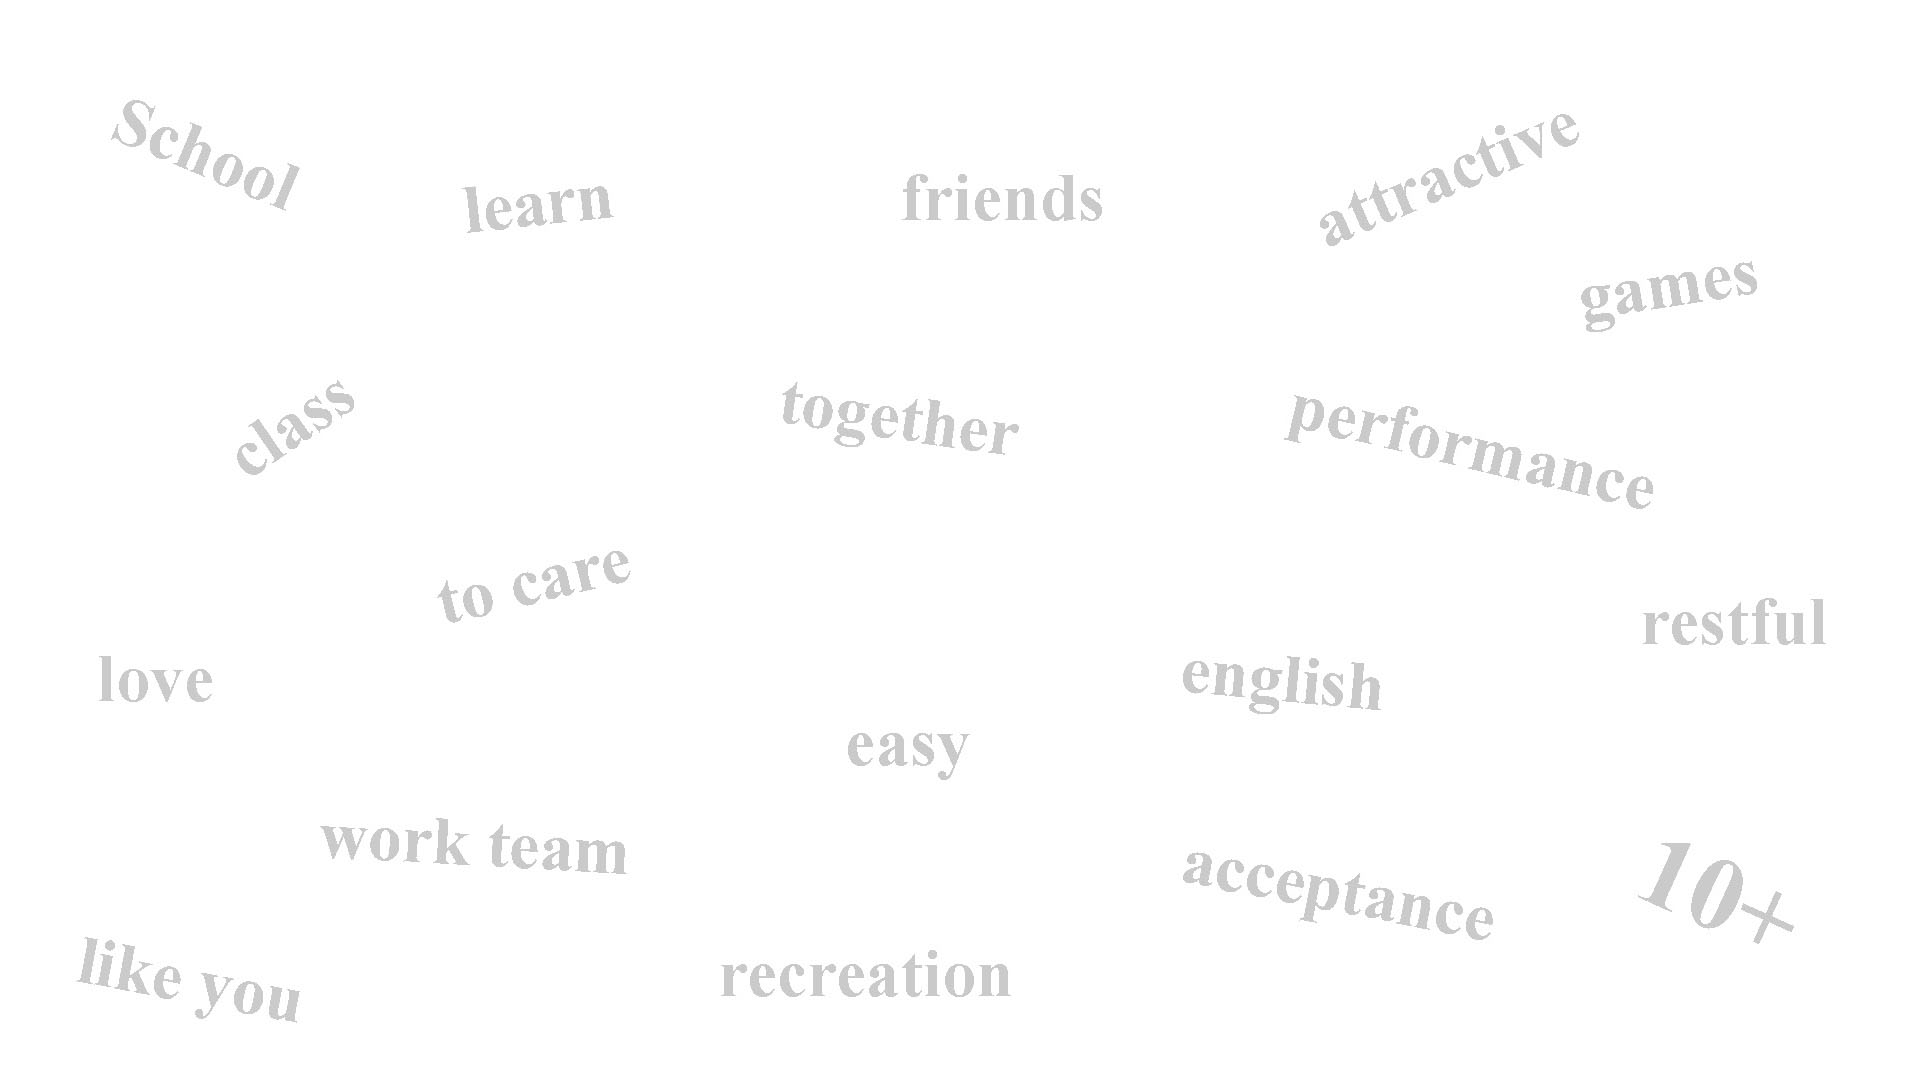 School
learn
friends
attractive
games
class
together
performance
to care
restful
love
english
easy
work team
acceptance
10+
like you
recreation